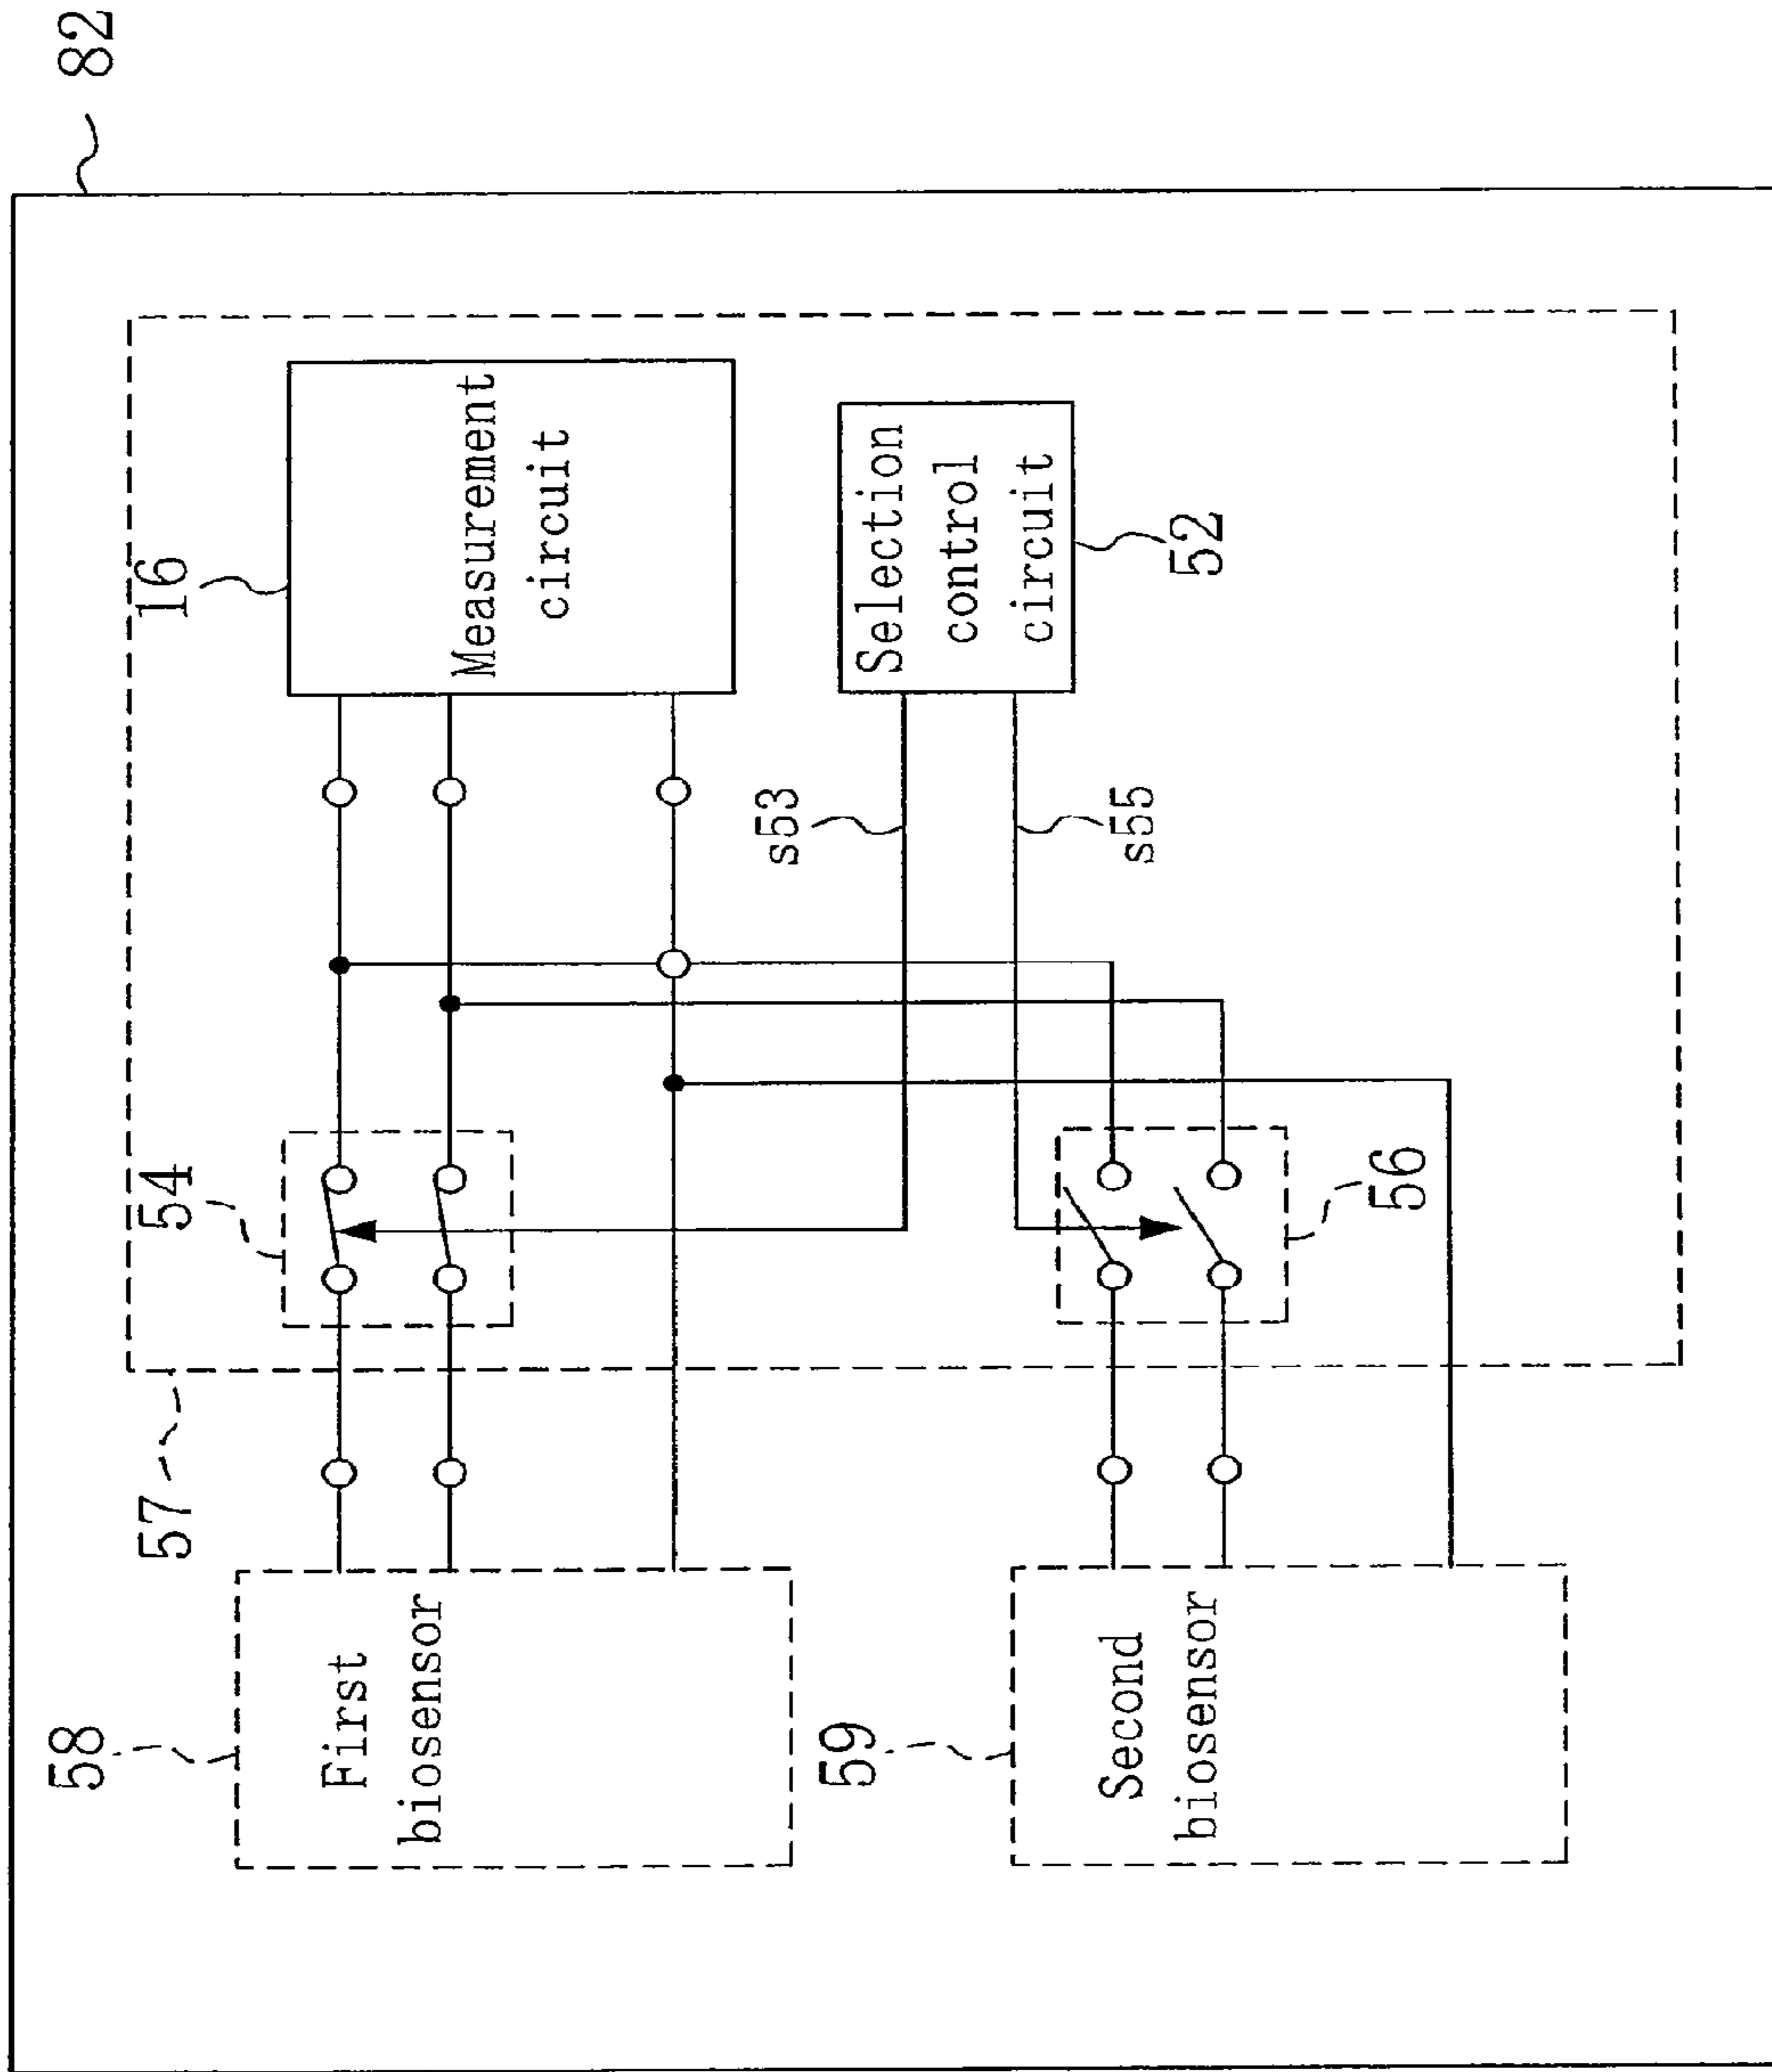 82
57
54
16
Measurement
circuit
58
First
biosensor
s53
Selection
control
circuit
52
s55
59
Second
biosensor
56